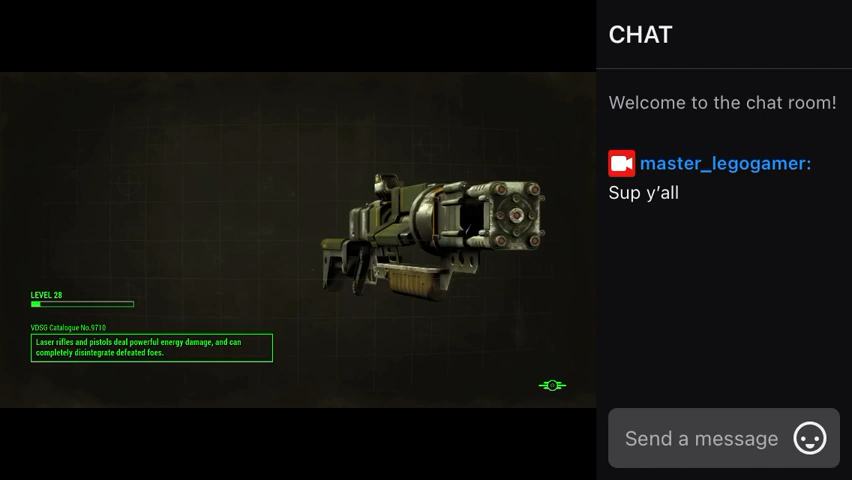 CHAT
Welcome to the chat room!
master_legogamer:
Sup y’all
LEVEL 28
VDSG Catalogue No.9710
Laser rifles and pistols deal powerful energy damage, and can
completely disintegrate defeated foes.
Send a message